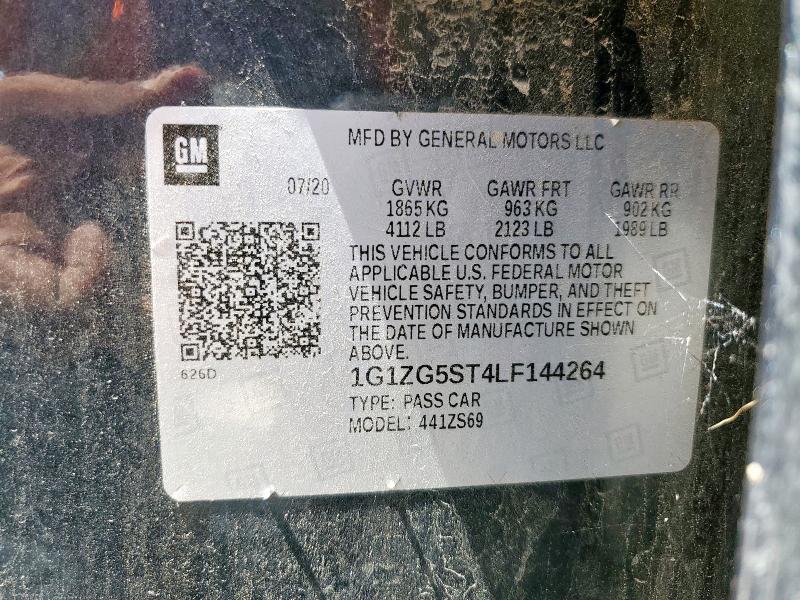 GM
MFD BY GENERAL MOTORS LLC
07/20
GVWR GAWR FRT GAWR RR
1865 KG 963 KG 902 KG
4112 LB 2123 LB 1989 LB
THIS VEHICLE CONFORMS TO ALL
APPLICABLE U.S. FEDERAL MOTOR
VEHICLE SAFETY, BUMPER, AND THEFT
PREVENTION STANDARDS IN EFFECT ON
THE DATE OF MANUFACTURE SHOWN
ABOVE.
626D
1G1ZG5ST4LF144264
TYPE: PASS CAR
MODEL: 441ZS69